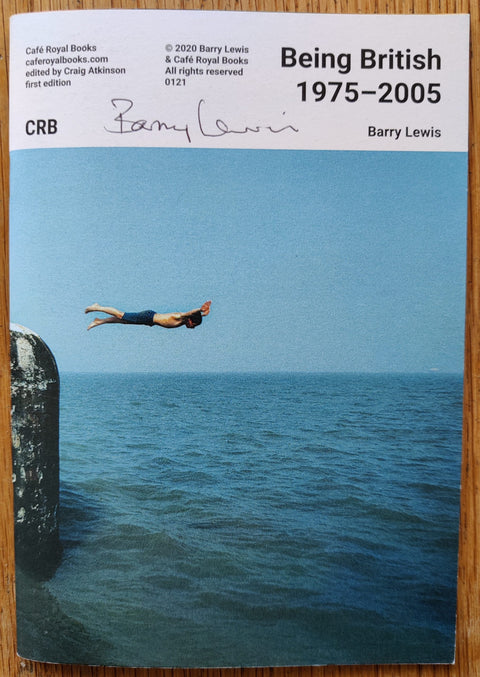 Café Royal Books
caferoyalbooks.com
edited by Craig Atkinson
first edition
© 2020 Barry Lewis
& Café Royal Books
All rights reserved
0121
Being British
1975–2005
CRB
Barry Lewis
Barry Lewis